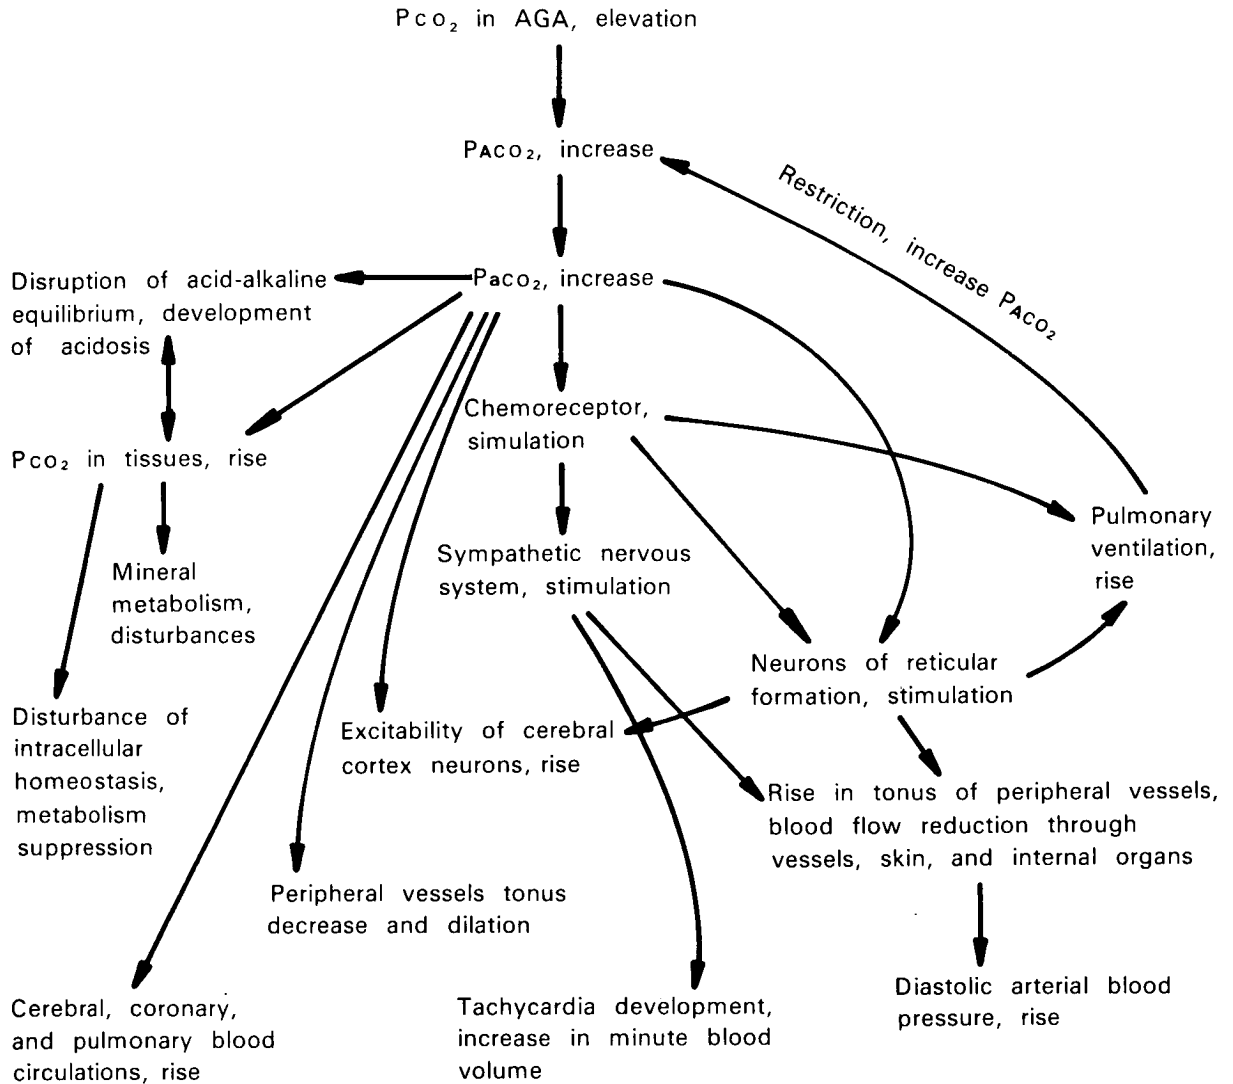 Pco₂ in AGA, elevation
PAco₂, increase
Restriction, increase PAco₂
Paco₂, increase
Disruption of acid-alkaline
equilibrium, development
of acidosis
Chemoreceptor,
simulation
Pco₂ in tissues, rise
Pulmonary
ventilation,
rise
Sympathetic nervous
system, stimulation
Mineral
metabolism,
disturbances
Neurons of reticular
formation, stimulation
Disturbance of
intracellular
homeostasis,
metabolism
suppression
Excitability of cerebral
cortex neurons, rise
Rise in tonus of peripheral vessels,
blood flow reduction through
vessels, skin, and internal organs
Peripheral vessels tonus
decrease and dilation
Diastolic arterial blood
pressure, rise
Cerebral, coronary,
and pulmonary blood
circulations, rise
Tachycardia development,
increase in minute blood
volume